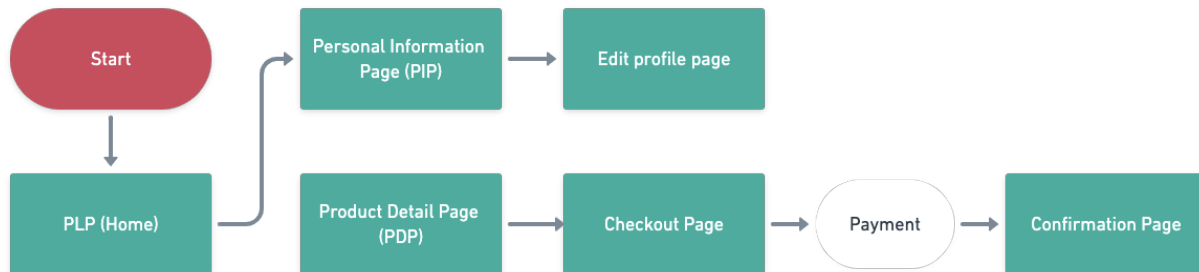 Start
Personal Information
Page (PIP)
Edit profile page
PLP (Home)
Product Detail Page
(PDP)
Checkout Page
Payment
Confirmation Page